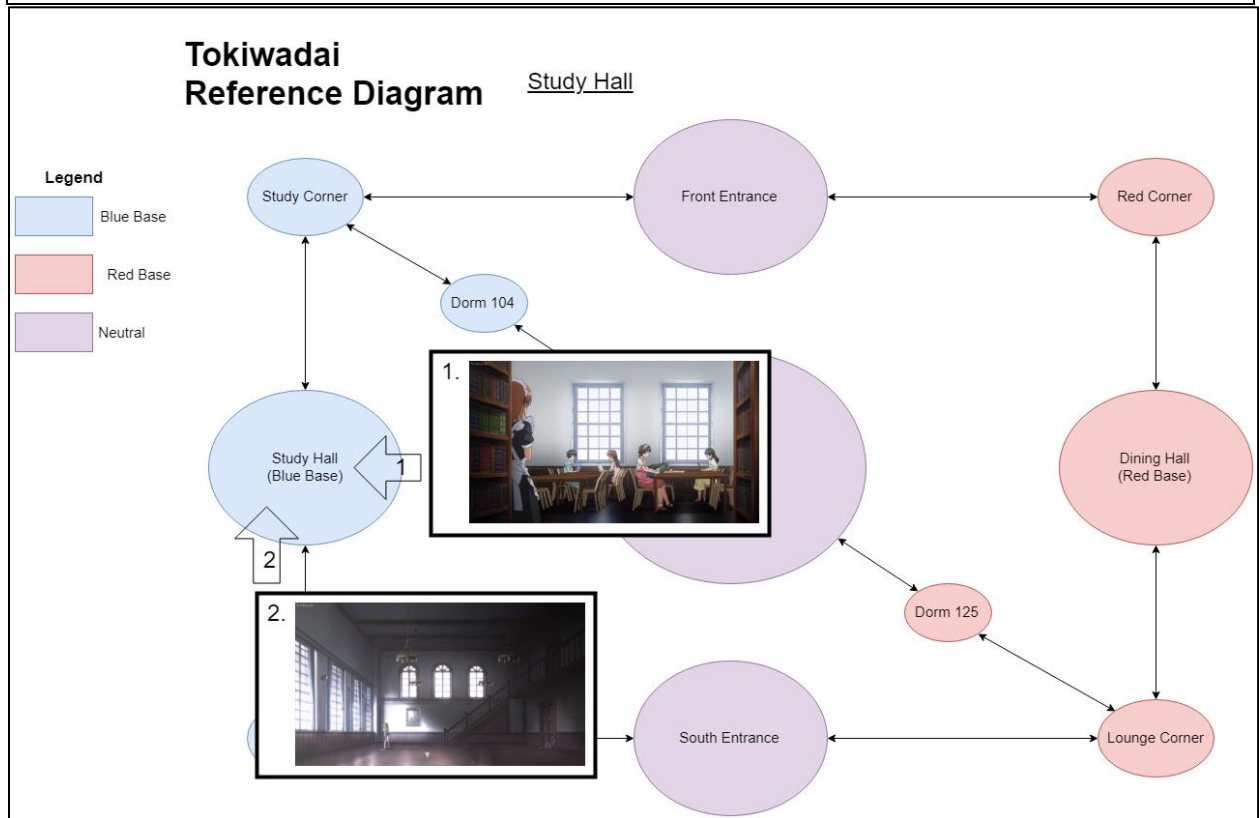 Tokiwadai
Reference Diagram
Study Hall
Legend
Blue Base
Red Base
Neutral
Study Corner
Front Entrance
Red Corner
Dorm 104
1.
Study Hall
(Blue Base)
1
Dining Hall
(Red Base)
2
2.
Dorm 125
South Entrance
Lounge Corner